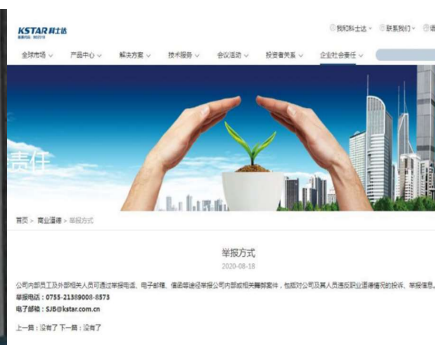 KSTAR 科士达
我和科士达 联系我们
全球市场 产品中心 解决方案 技术服务 会议活动 投资者关系 企业社会责任
责任
首页 > 商业道德 > 举报方式
举报方式
2020-08-18
公司内部员工及外部相关人员可通过举报电话、电子邮箱、信函等途径举报公司内部或相关舞弊案件，包括对公司及其人员违反职业道德情况的投诉、举报信息。
举报电话：0755-21389008-8573
电子邮箱：SJB@kstar.com.cn
上一篇：没有了 下一篇：没有了